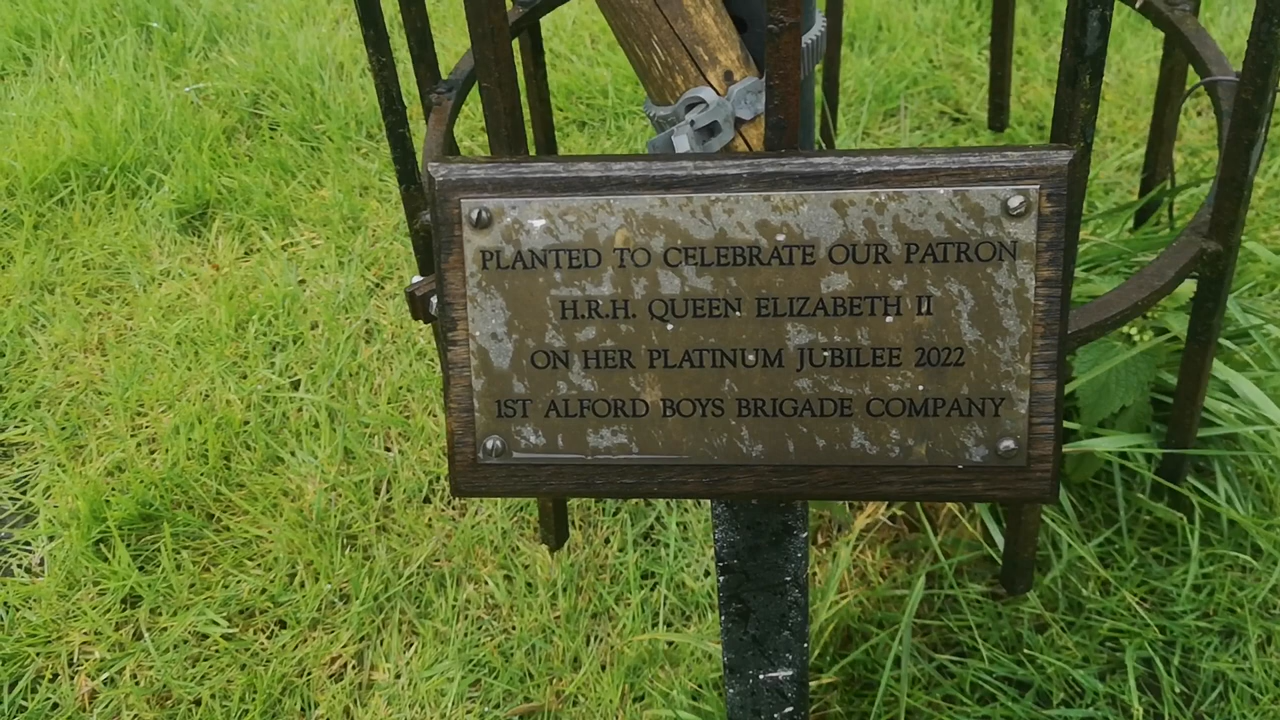 PLANTED TO CELEBRATE OUR PATRON
H.R.H. QUEEN ELIZABETH II
ON HER PLATINUM JUBILEE 2022
1ST ALFORD BOYS BRIGADE COMPANY